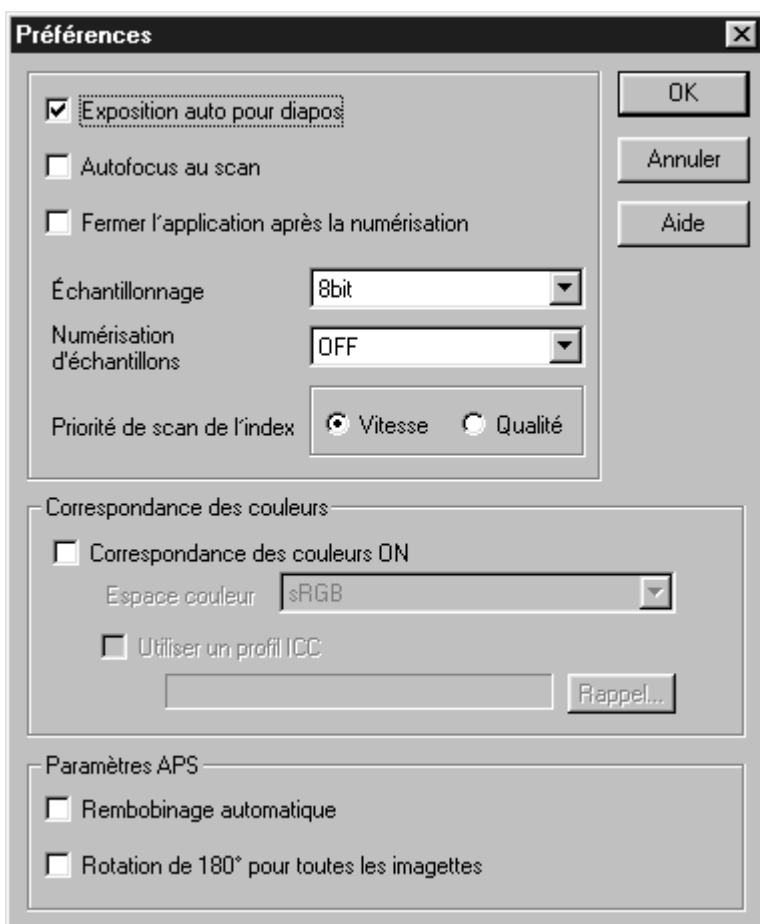 Préférences
Exposition auto pour diapos
OK
Autofocus au scan
Annuler
Fermer l´application après la numérisation
Aide
Échantillonnage
8bit
Numérisation
d'échantillons
OFF
Priorité de scan de l´index
Vitesse
Qualité
Correspondance des couleurs
Correspondance des couleurs ON
Espace couleur
sRGB
Utiliser un profil ICC
Rappel...
Paramètres APS
Rembobinage automatique
Rotation de 180° pour toutes les imagettes